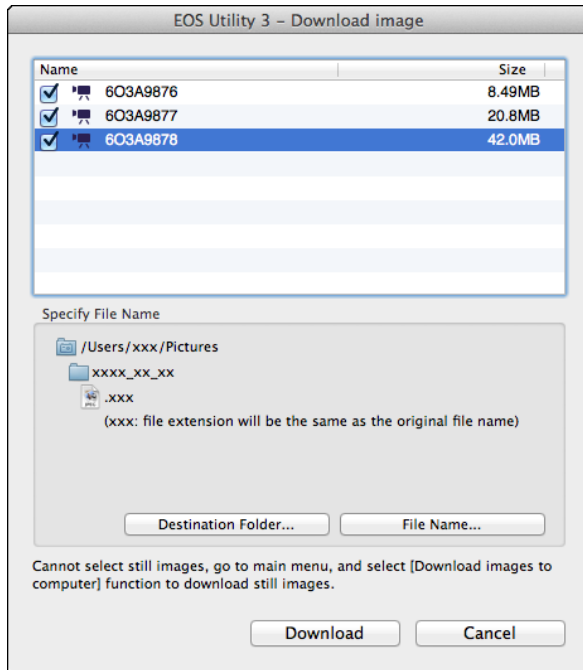 EOS Utility 3 – Download image
Name Size
6O3A9876 8.49MB
6O3A9877 20.8MB
6O3A9878 42.0MB
Specify File Name
/Users/xxx/Pictures
xxxx_xx_xx
.xxx
(xxx: file extension will be the same as the original file name)
Destination Folder... File Name...
Cannot select still images, go to main menu, and select [Download images to
computer] function to download still images.
Download Cancel